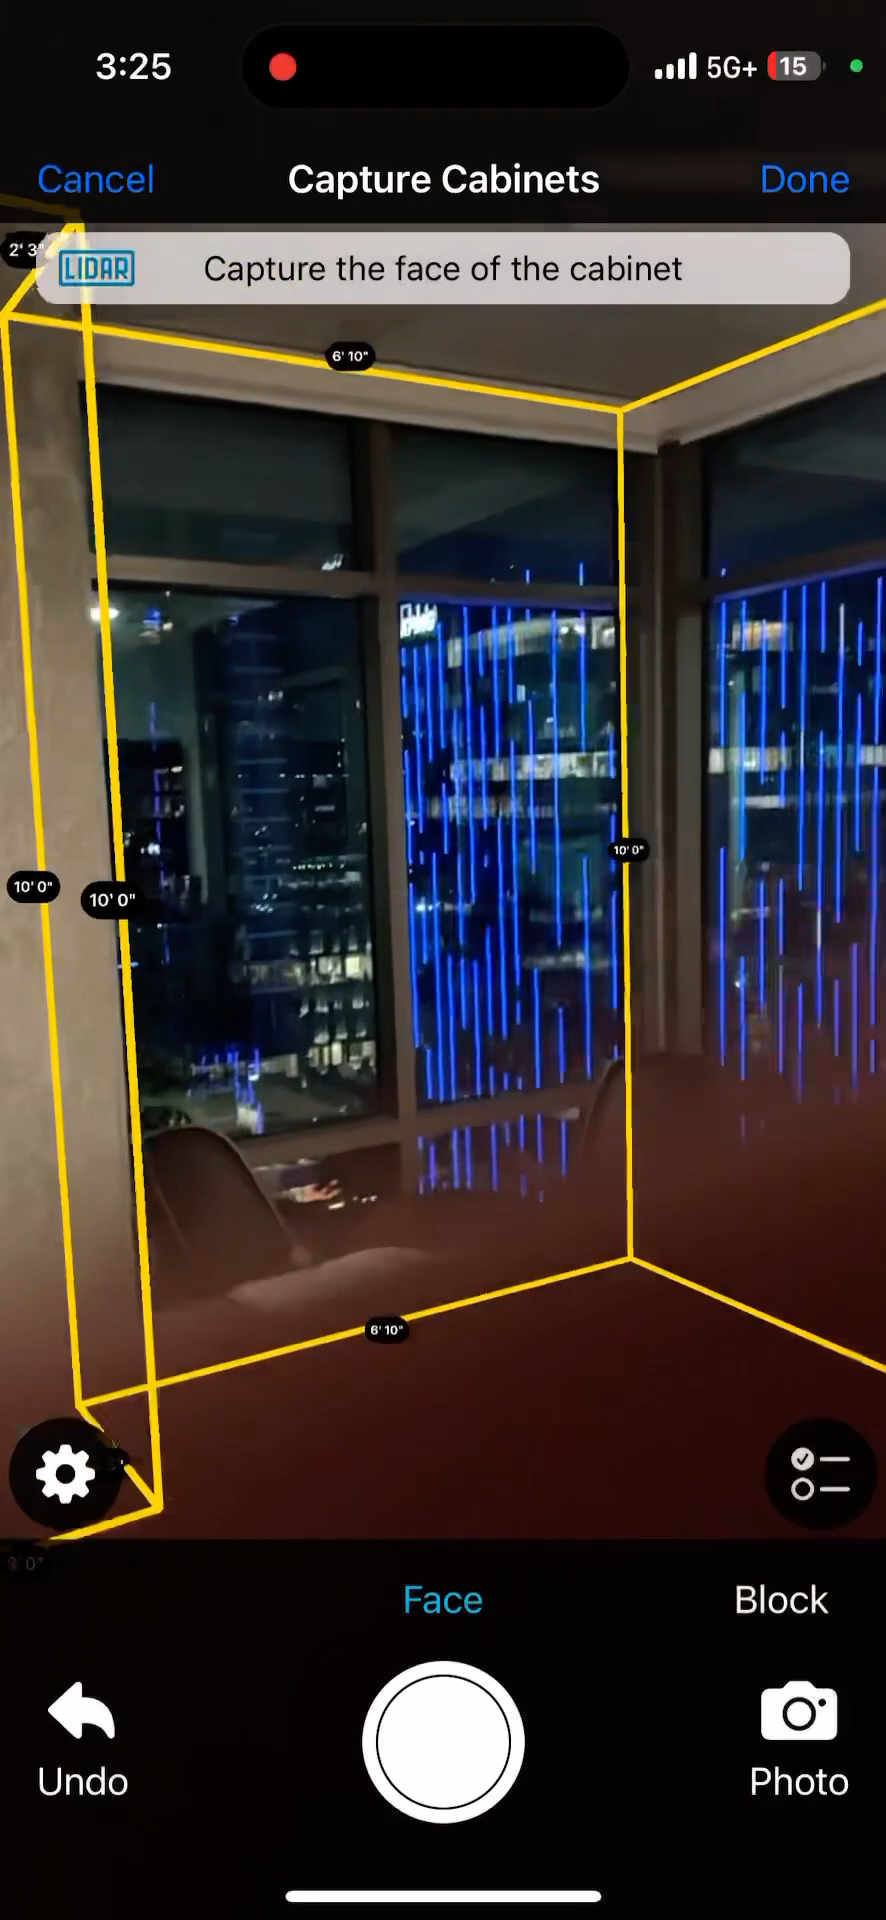 3:25
5G+
15
Cancel
Capture Cabinets
Done
2' 3"
LIDAR
Capture the face of the cabinet
6' 10"
10' 0"
10' 0"
10' 0"
6' 10"
Face
Block
Undo
Photo